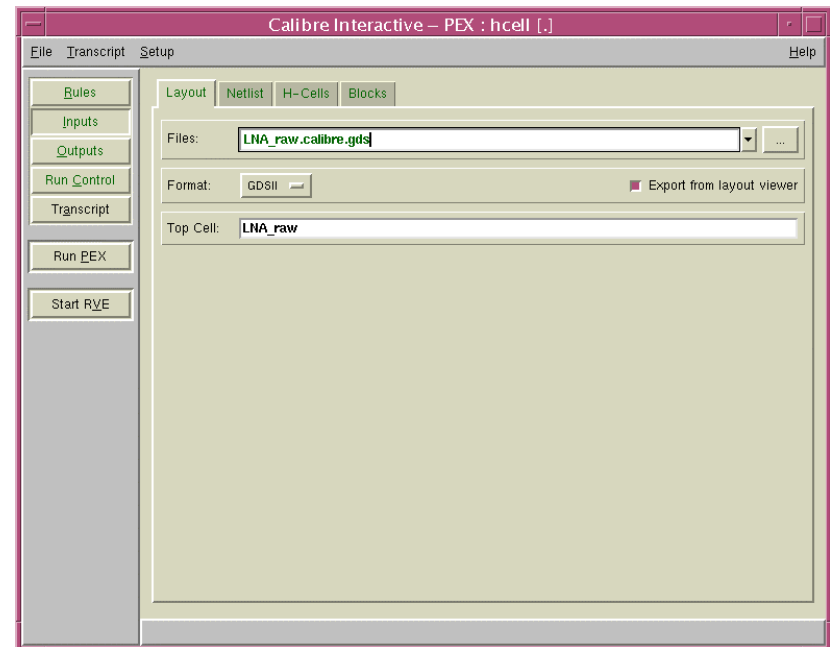 Calibre Interactive – PEX : hcell [.]
File Transcript Setup Help
Rules
Inputs
Outputs
Run Control
Transcript
Run PEX
Start RVE
Layout Netlist H-Cells Blocks
Files: LNA_raw.calibre.gds ...
Format: GDSII Export from layout viewer
Top Cell: LNA_raw